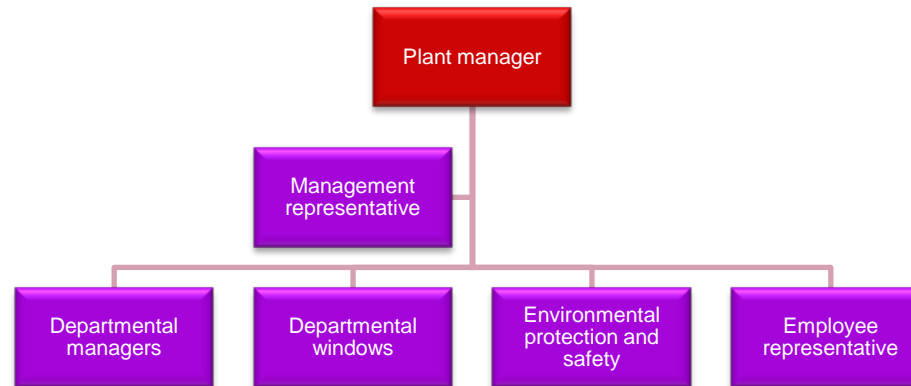 Plant manager
Management
representative
Departmental
managers
Departmental
windows
Environmental
protection and
safety
Employee
representative